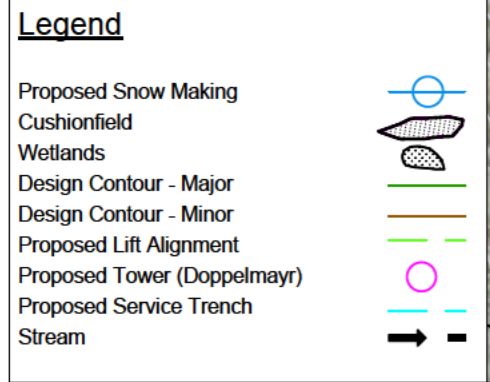 Legend
Proposed Snow Making
Cushionfield
Wetlands
Design Contour - Major
Design Contour - Minor
Proposed Lift Alignment
Proposed Tower (Doppelmayr)
Proposed Service Trench
Stream